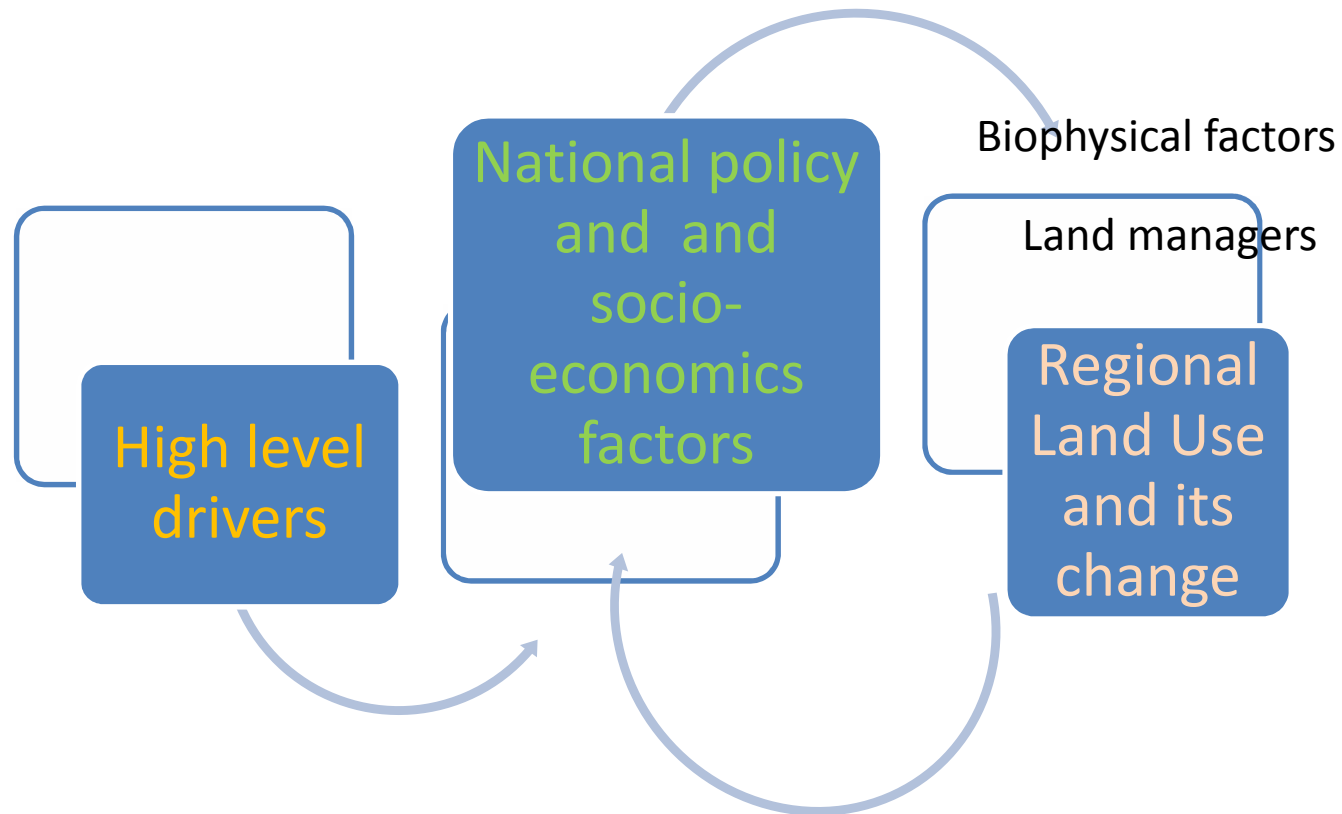 High level
drivers
National policy
and  and
socio-
economics
factors
Biophysical factors
Land managers
Regional
Land Use
and its
change